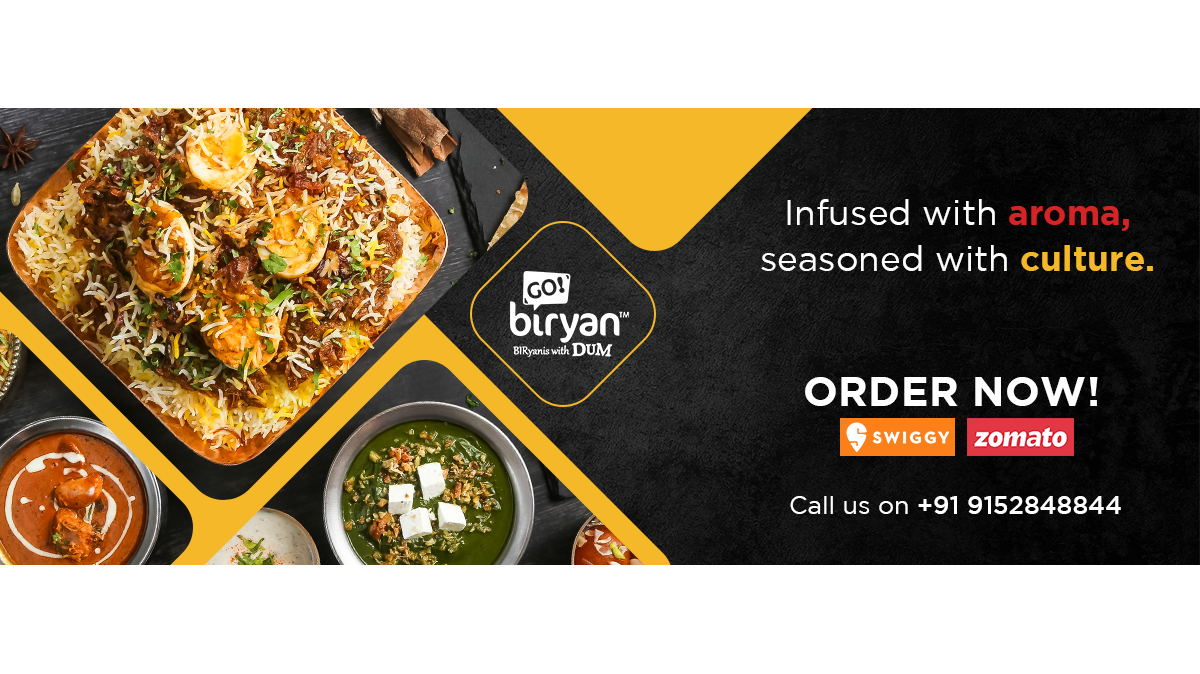 GO!
biryan™
BIRyanis with DUM
Infused with aroma,
seasoned with culture.
ORDER NOW!
SWIGGY
zomato
Call us on +91 9152848844